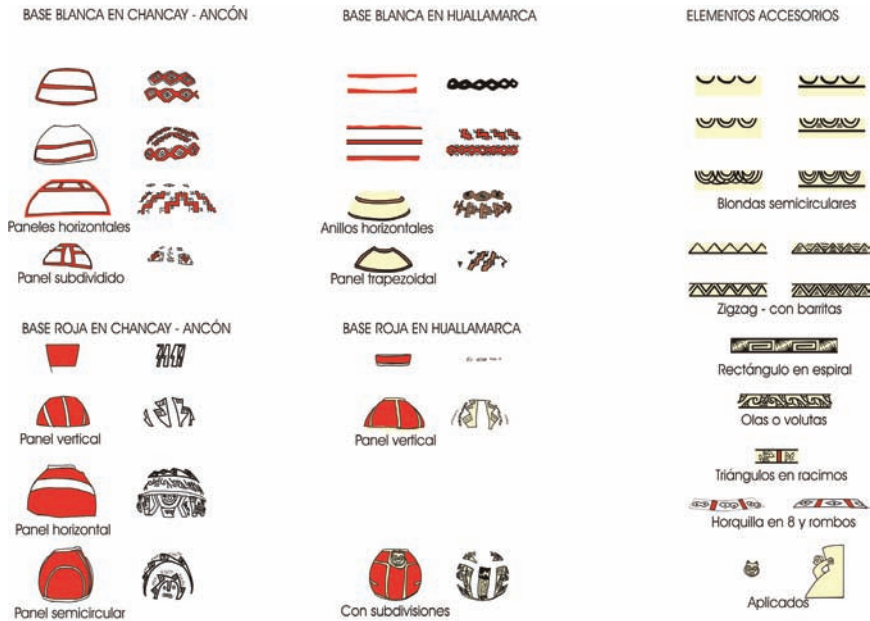 BASE BLANCA EN CHANCAY - ANCÓN
Paneles horizontales
Panel subdividido
BASE BLANCA EN HUALLAMARCA
Anillos horizontales
Panel trapezoidal
BASE ROJA EN CHANCAY - ANCÓN
Panel vertical
Panel horizontal
Panel semicircular
BASE ROJA EN HUALLAMARCA
Panel vertical
Con subdivisiones
ELEMENTOS ACCESORIOS
Blondas semicirculares
Zigzag - con barritas
Rectángulo en espiral
Olas o volutas
Triángulos en racimos
Horquilla en 8 y rombos
Aplicados